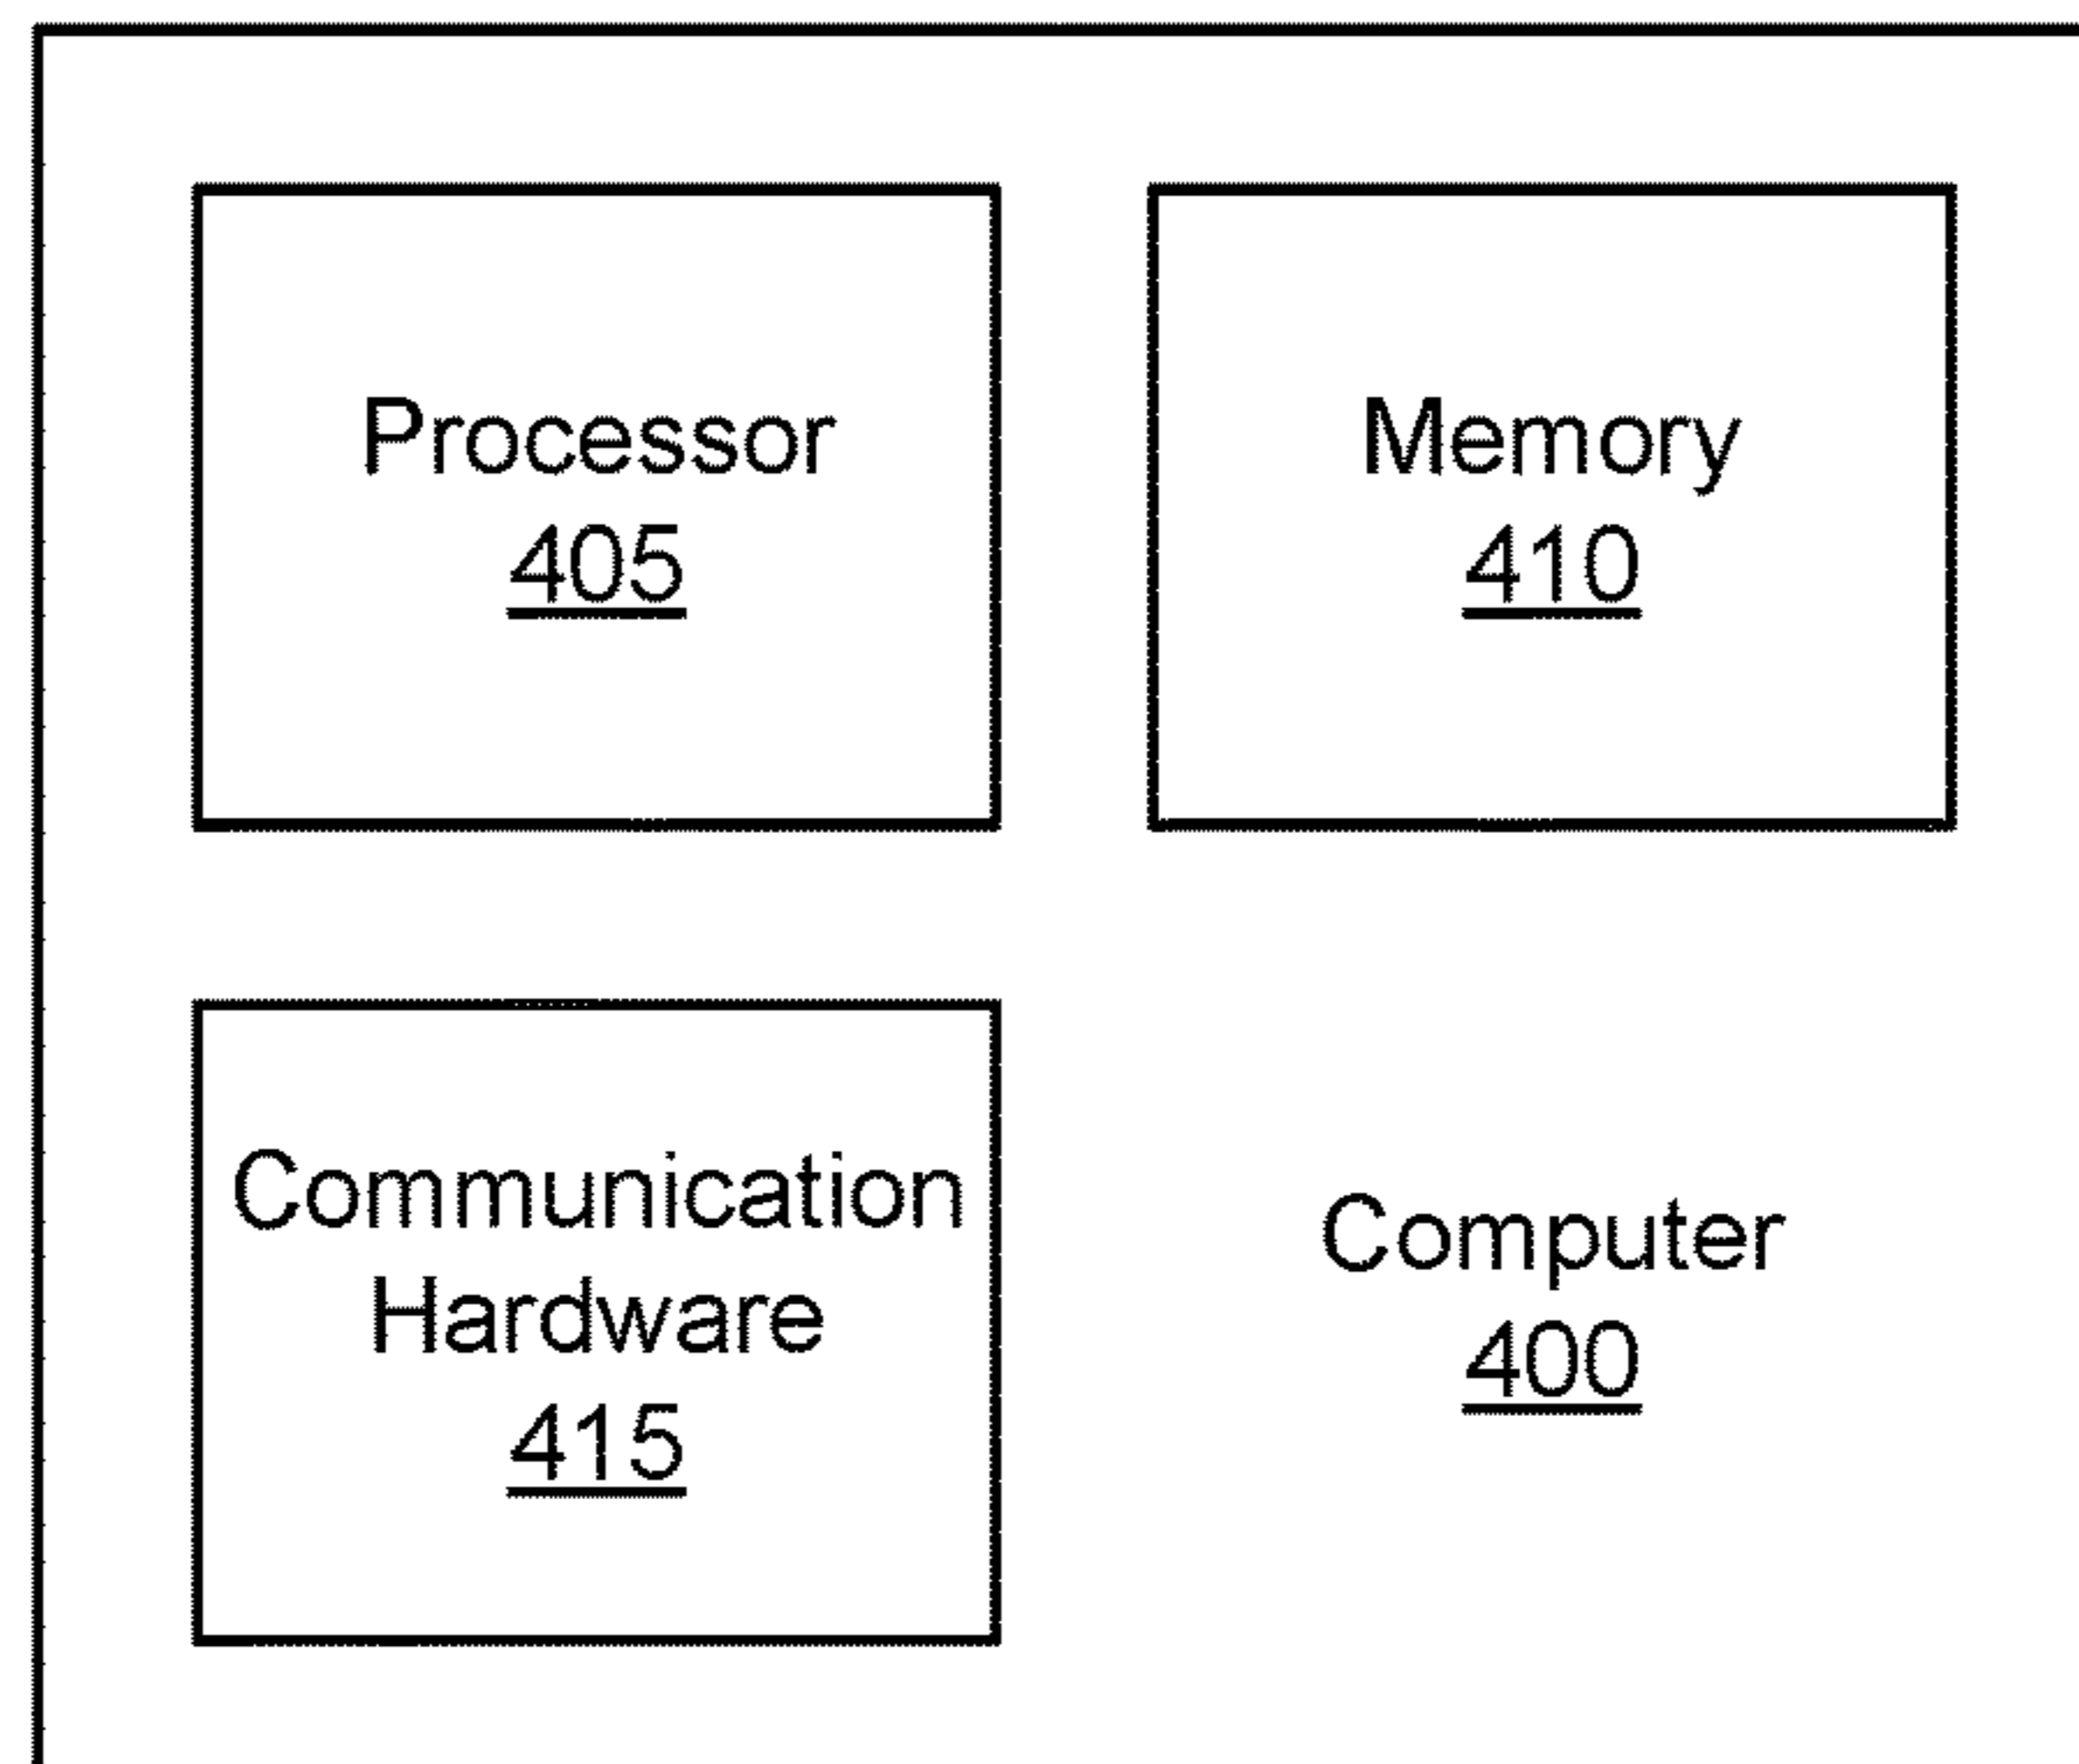 Processor
405
Memory
410
Communication
Hardware
415
Computer
400